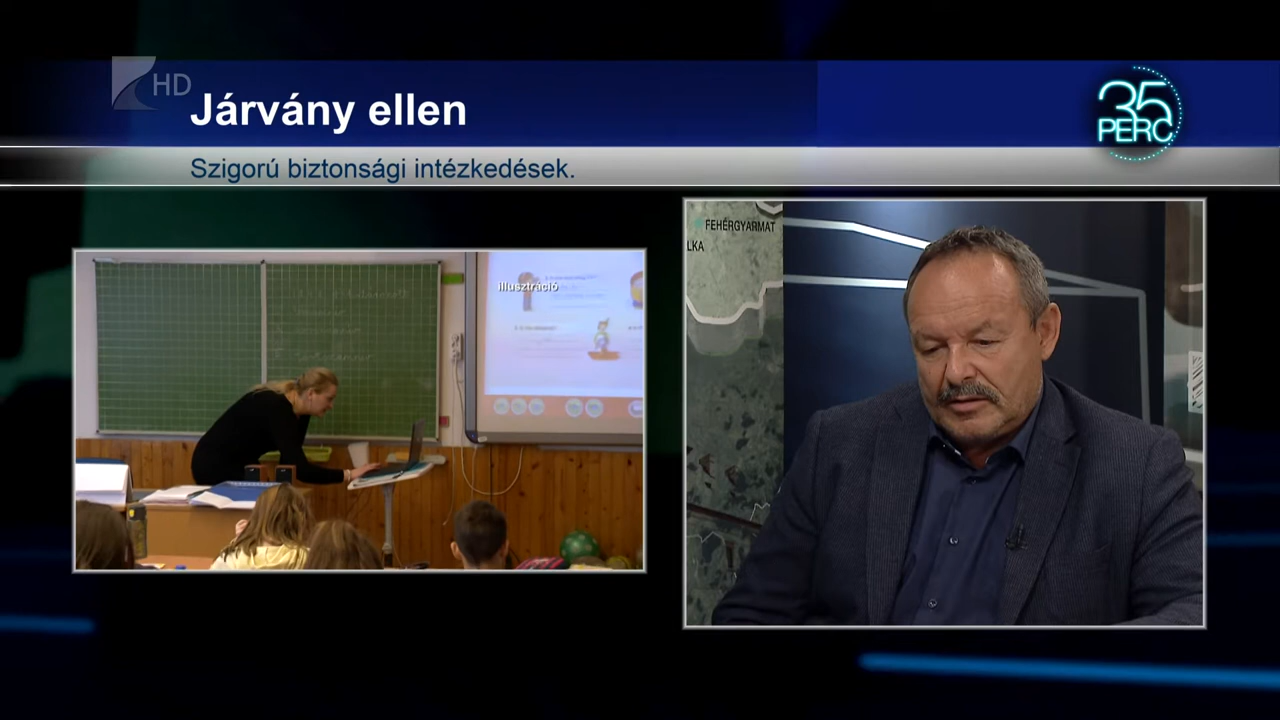 HD
Járvány ellen
35
PERC
Szigorú biztonsági intézkedések.
FEHÉRGYARMAT
LKA
illusztráció